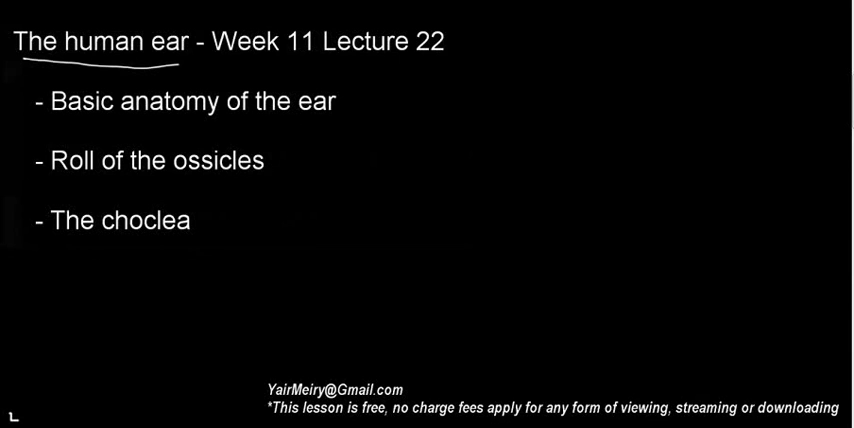 The human ear - Week 11 Lecture 22
- Basic anatomy of the ear
- Roll of the ossicles
- The choclea
YairMeiry@Gmail.com
*This lesson is free, no charge fees apply for any form of viewing, streaming or downloading